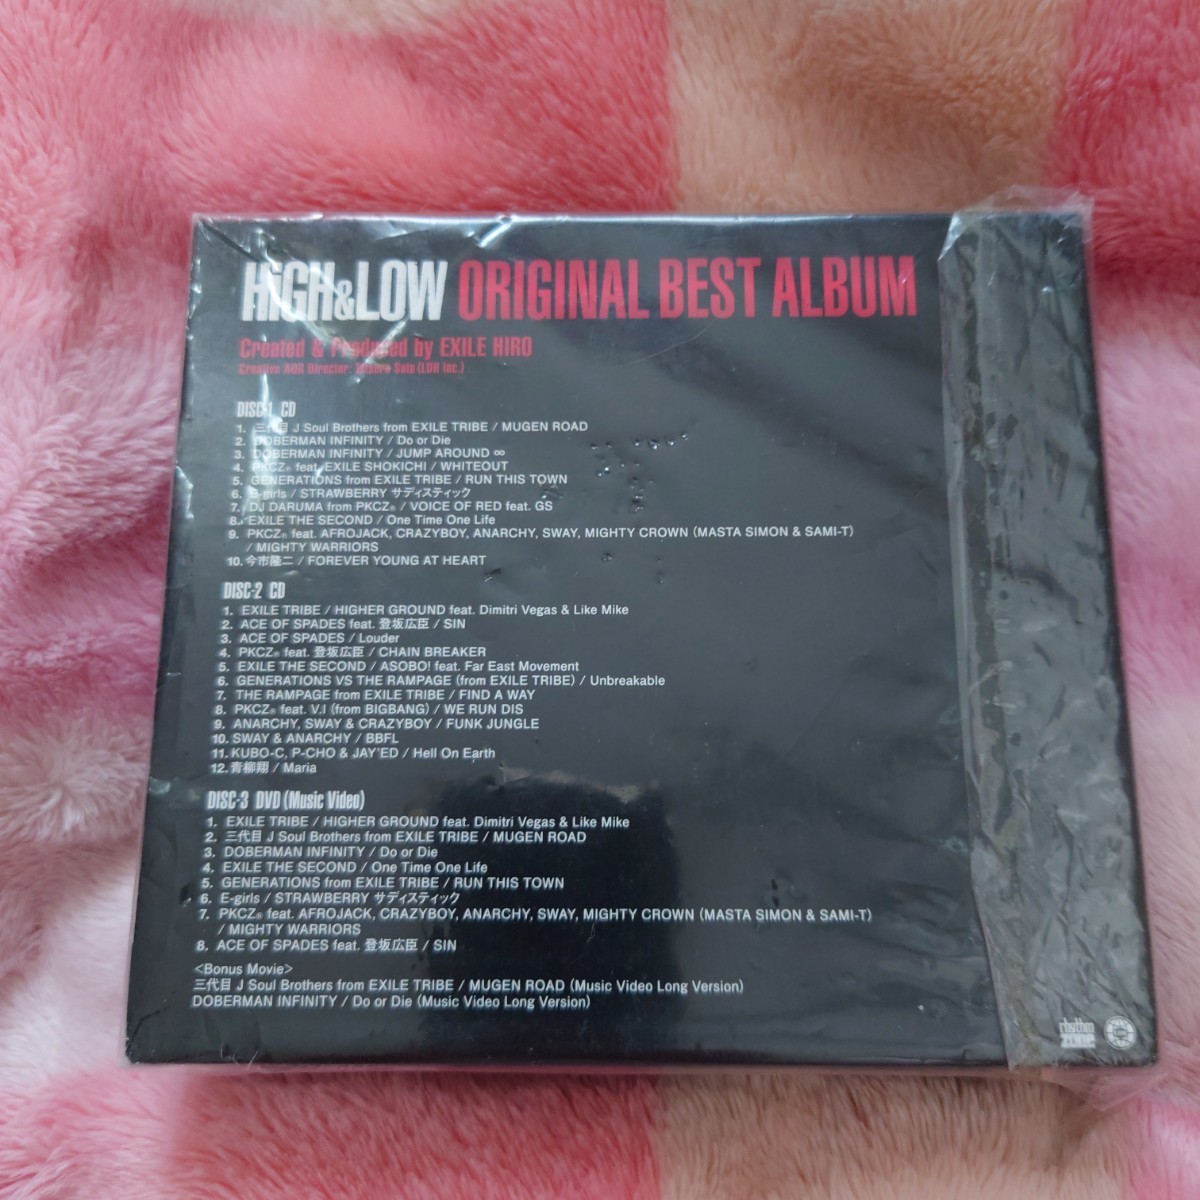 HiGH&LOW ORIGINAL BEST ALBUM
Created & Produced by EXILE HIRO
Creative A&R Director: Sato (LDH inc.)
DISC-1 CD
1. 三代目 J Soul Brothers from EXILE TRIBE / MUGEN ROAD
2. DOBERMAN INFINITY / Do or Die
3. DOBERMAN INFINITY / JUMP AROUND ∞
4. PKCZ® feat. EXILE SHOKICHI / WHITEOUT
5. GENERATIONS from EXILE TRIBE / RUN THIS TOWN
6. E-girls / STRAWBERRY サディスティック
7. DJ DARUMA from PKCZ® / VOICE OF RED feat. GS
8. EXILE THE SECOND / One Time One Life
9. PKCZ® feat. AFROJACK, CRAZYBOY, ANARCHY, SWAY, MIGHTY CROWN (MASTA SIMON & SAMI-T)
/ MIGHTY WARRIORS
10. 今市隆二 / FOREVER YOUNG AT HEART
DISC-2 CD
1. EXILE TRIBE / HIGHER GROUND feat. Dimitri Vegas & Like Mike
2. ACE OF SPADES feat. 登坂広臣 / SIN
3. ACE OF SPADES / Louder
4. PKCZ® feat. 登坂広臣 / CHAIN BREAKER
5. EXILE THE SECOND / ASOBO! feat. Far East Movement
6. GENERATIONS VS THE RAMPAGE (from EXILE TRIBE) / Unbreakable
7. THE RAMPAGE from EXILE TRIBE / FIND A WAY
8. PKCZ® feat. V.I (from BIGBANG) / WE RUN DIS
9. ANARCHY, SWAY & CRAZYBOY / FUNK JUNGLE
10. SWAY & ANARCHY / BBFL
11. KUBO-C, P-CHO & JAY'ED / Hell On Earth
12. 青柳翔 / Maria
DISC-3 DVD (Music Video)
1. EXILE TRIBE / HIGHER GROUND feat. Dimitri Vegas & Like Mike
2. 三代目 J Soul Brothers from EXILE TRIBE / MUGEN ROAD
3. DOBERMAN INFINITY / Do or Die
4. EXILE THE SECOND / One Time One Life
5. GENERATIONS from EXILE TRIBE / RUN THIS TOWN
6. E-girls / STRAWBERRY サディスティック
7. PKCZ® feat. AFROJACK, CRAZYBOY, ANARCHY, SWAY, MIGHTY CROWN (MASTA SIMON & SAMI-T)
/ MIGHTY WARRIORS
8. ACE OF SPADES feat. 登坂広臣 / SIN
<Bonus Movie>
三代目 J Soul Brothers from EXILE TRIBE / MUGEN ROAD (Music Video Long Version)
DOBERMAN INFINITY / Do or Die (Music Video Long Version)
rhythm
ZONE